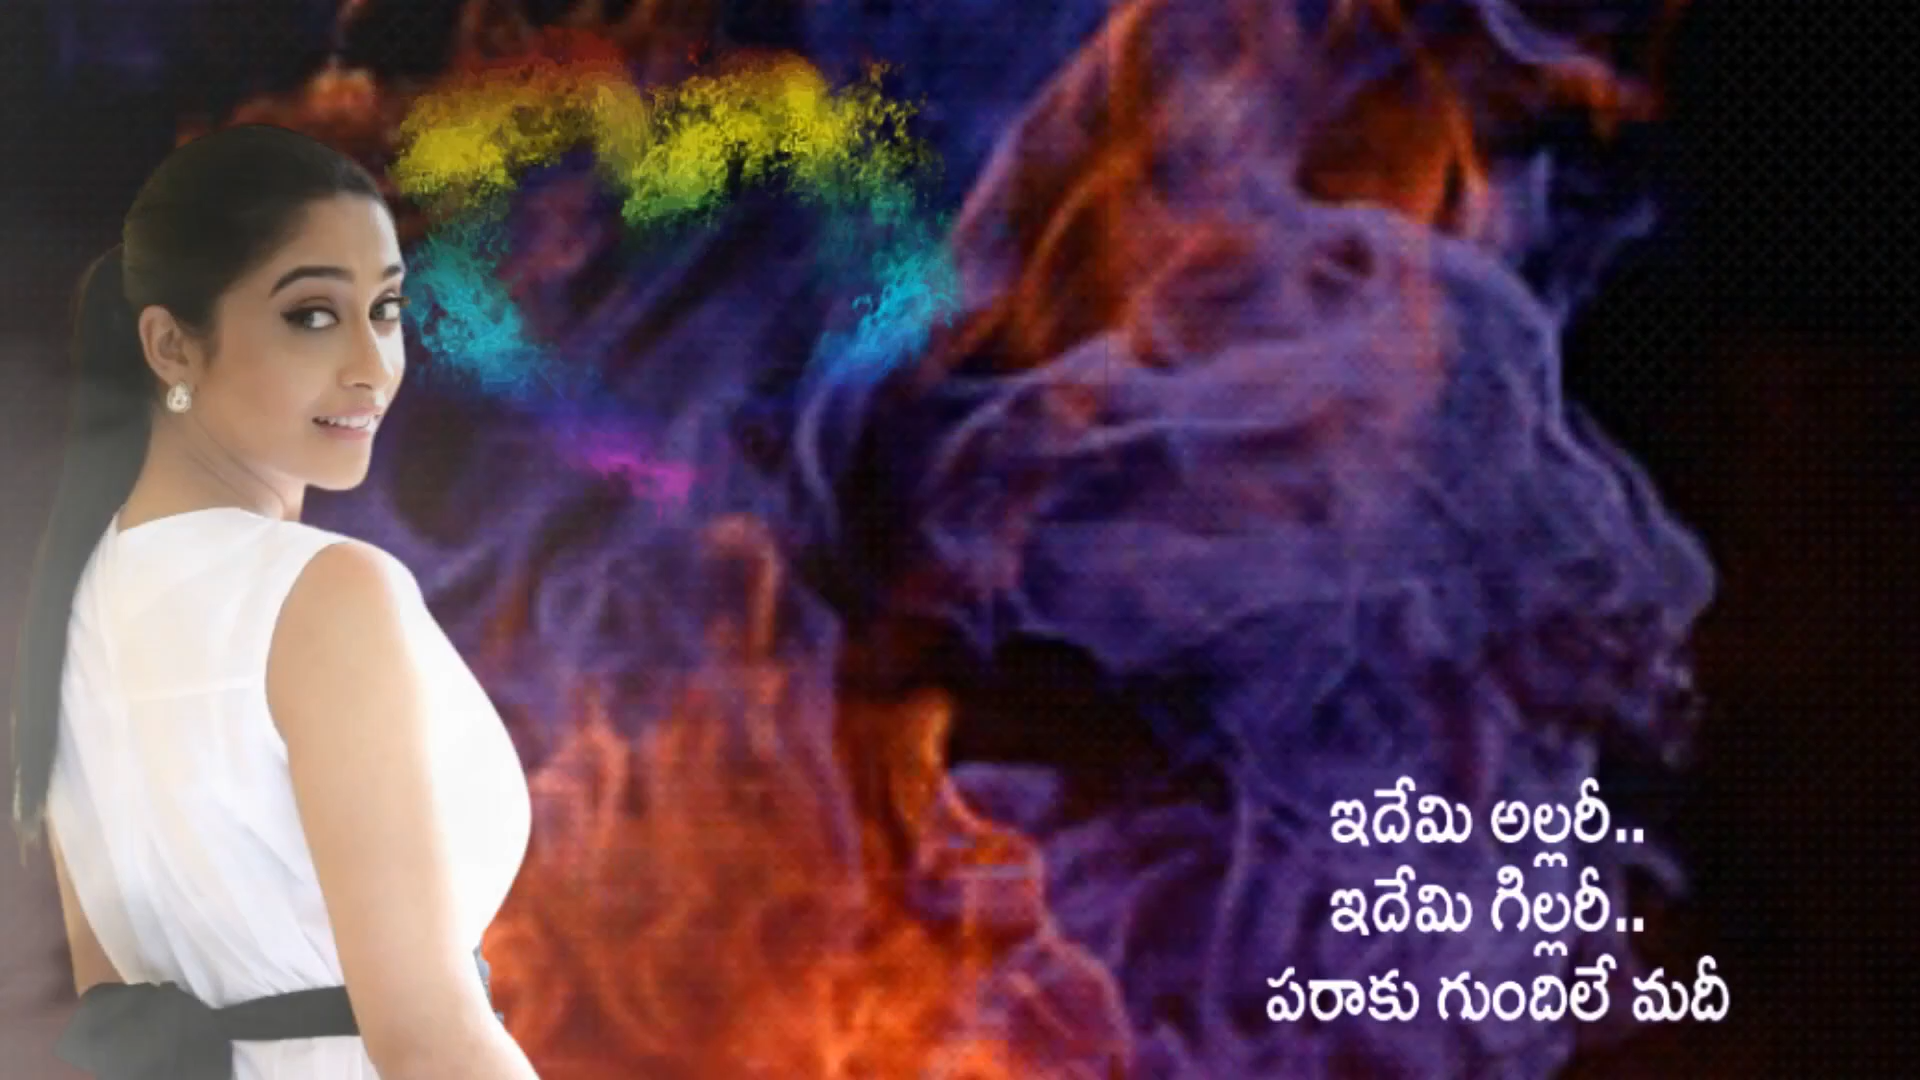 ఇదేమి అల్లరీ..
ఇదేమి గిల్లరీ..
పరాకు గుందిలే మదీ